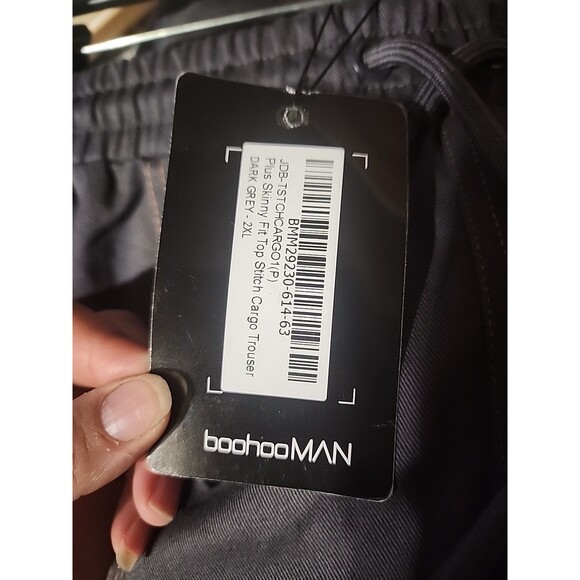 BMM29230-614-63
JDB-TSTCHCARGO1(P)
Plus Skinny Fit Top Stitch Cargo Trouser
DARK GREY - 2XL
boohooMAN